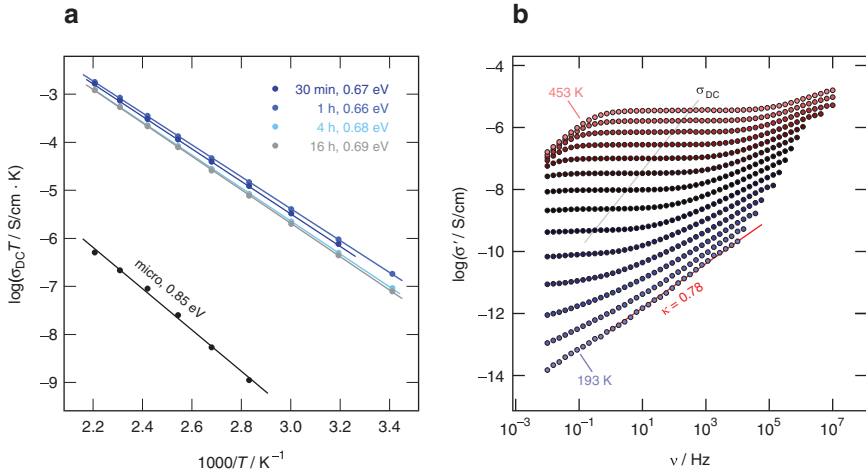 a
log(σDCT / S/cm · K)
−3
−4
−5
−6
−7
−8
−9
30 min, 0.67 eV
1 h, 0.66 eV
4 h, 0.68 eV
16 h, 0.69 eV
micro, 0.85 eV
2.2 2.4 2.6 2.8 3.0 3.2 3.4
1000/T / K−1
b
log(σ′ / S/cm)
−4
−6
−8
−10
−12
−14
453 K
σDC
κ = 0.78
193 K
10−3 10−1 101 103 105 107
ν / Hz